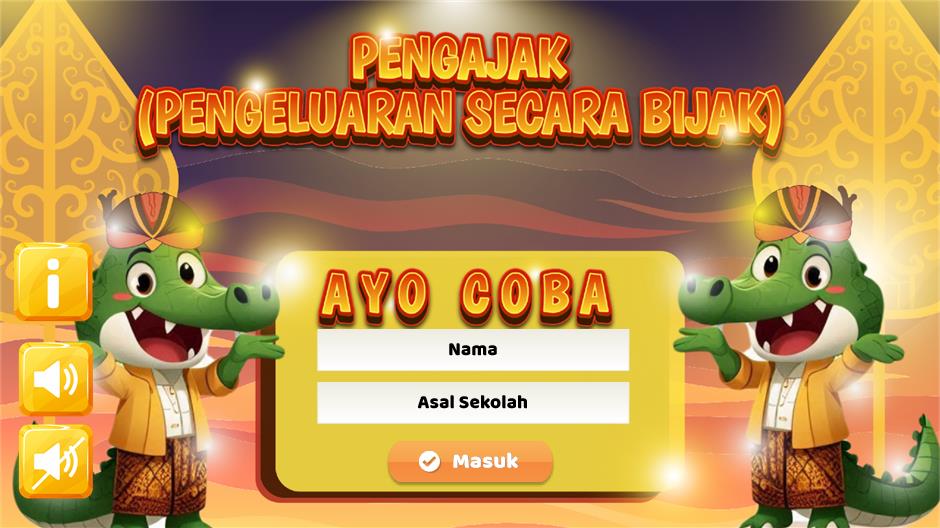 PENGAJAK
(PENGELUARAN SECARA BIJAK)
AYO COBA
Nama
Asal Sekolah
Masuk